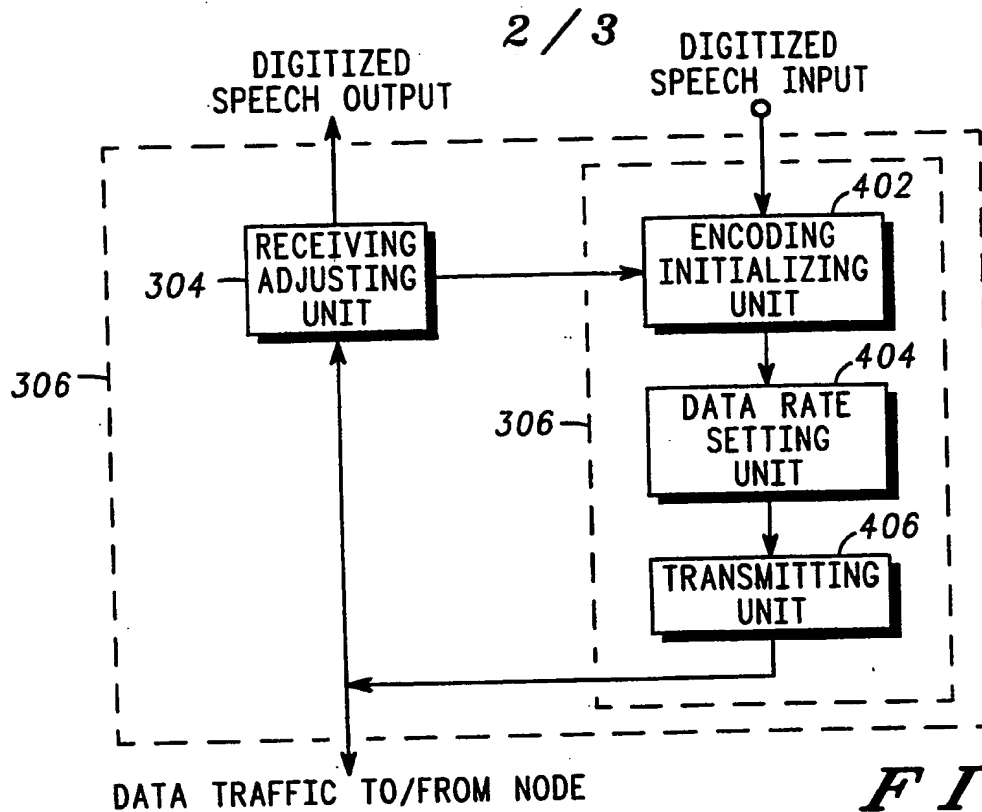 2/3
DIGITIZED
SPEECH OUTPUT
DIGITIZED
SPEECH INPUT
402
RECEIVING
ADJUSTING
UNIT
304
ENCODING
INITIALIZING
UNIT
306
404
306
DATA RATE
SETTING
UNIT
406
TRANSMITTING
UNIT
DATA TRAFFIC TO/FROM NODE
FI